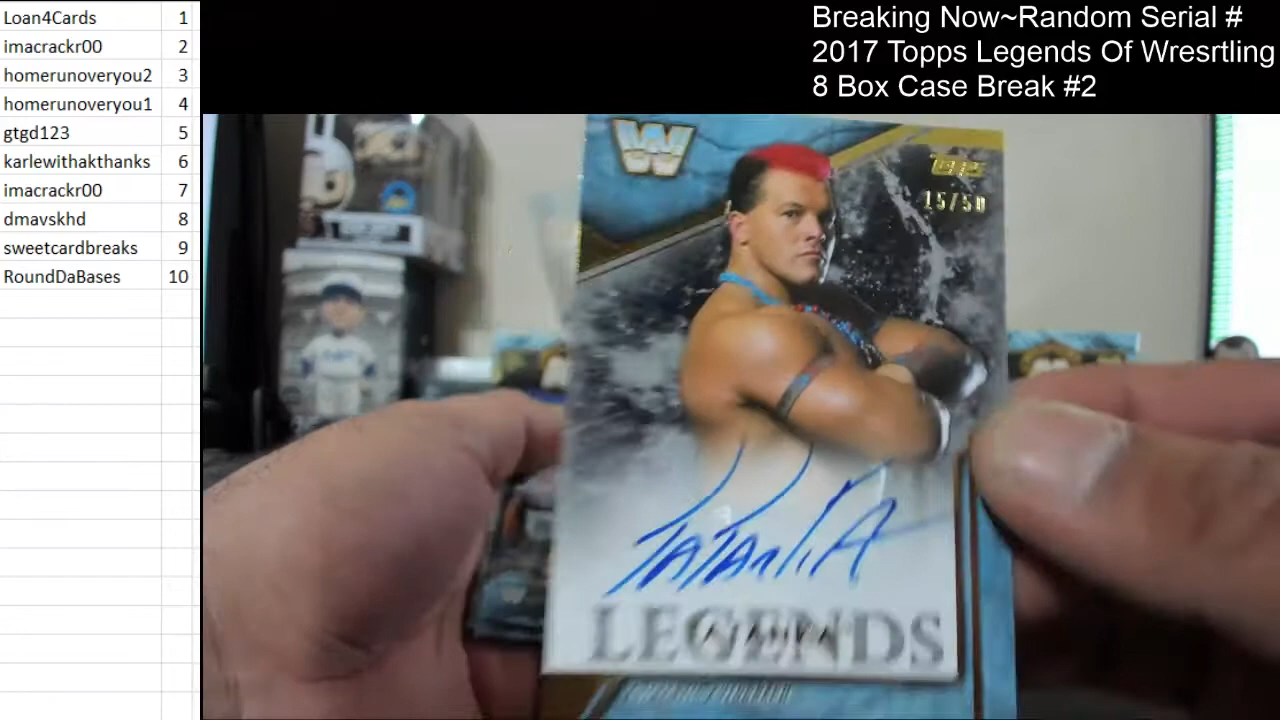 Loan4Cards 1
imacrackr00 2
homerunoveryou2 3
homerunoveryou1 4
gtgd123 5
karlewithakthanks 6
imacrackr00 7
dmavskhd 8
sweetcardbreaks 9
RoundDaBases 10
Breaking Now~Random Serial #
2017 Topps Legends Of Wresrtling
8 Box Case Break #2
W
TOPPS
15/50
TATANKA
LEGENDS
TATANKA